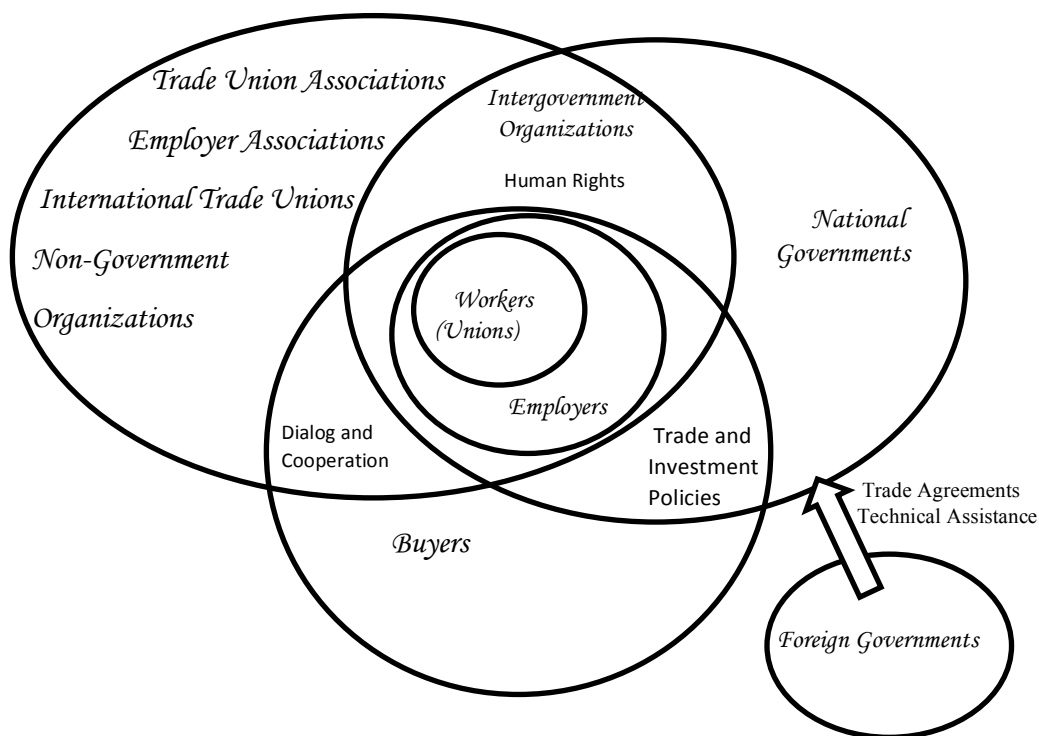 Trade Union Associations
Employer Associations
International Trade Unions
Non-Government
Organizations
Intergovernment
Organizations
Human Rights
National
Governments
Workers
(Unions)
Employers
Dialog and
Cooperation
Trade and
Investment
Policies
Buyers
Trade Agreements
Technical Assistance
Foreign Governments